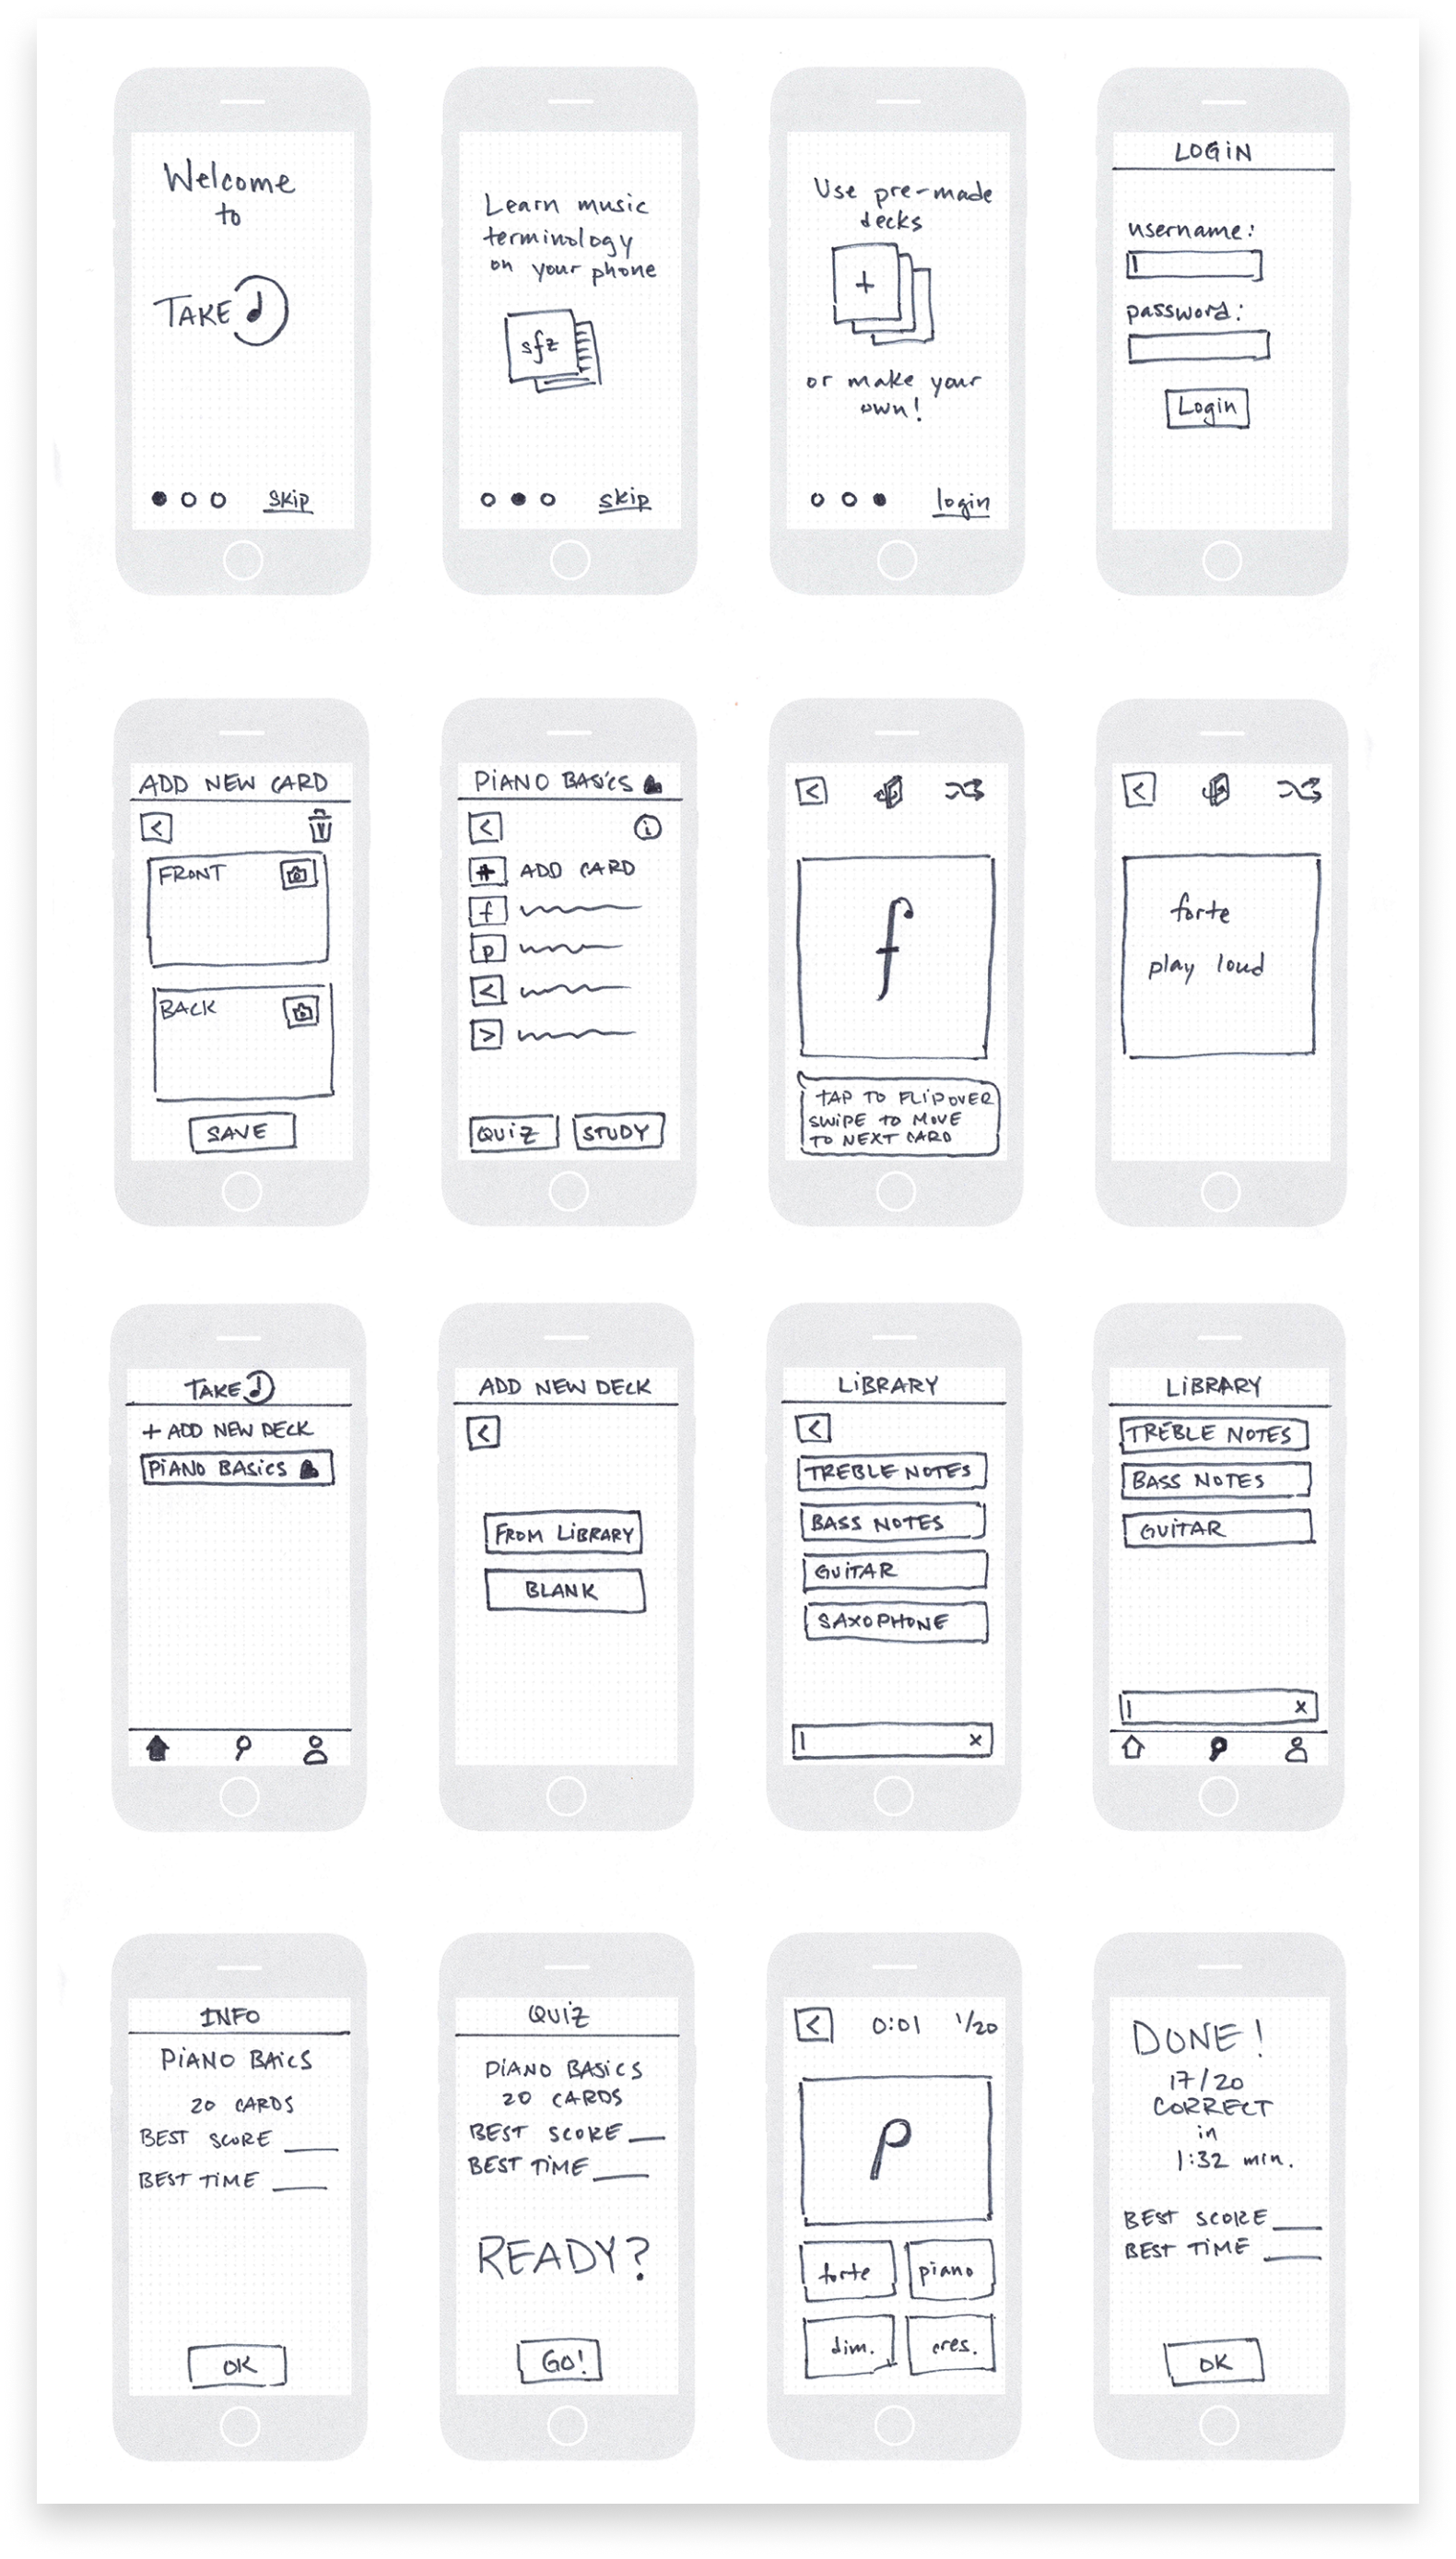 Welcome
to
TAKE
skip
Learn music
terminology
on your phone
sfz
skip
Use pre-made
decks
+
or make your
own!
login
LOGIN
username:
password:
Login
ADD NEW CARD
<
FRONT
BACK
SAVE
PIANO BASICS
<
i
+ ADD CARD
f
p
<
>
QUIZ STUDY
<
f
TAP TO FLIP OVER
SWIPE TO MOVE
TO NEXT CARD
<
forte
play loud
TAKE
+ ADD NEW DECK
PIANO BASICS
ADD NEW DECK
<
FROM LIBRARY
BLANK
LIBRARY
<
TREBLE NOTES
BASS NOTES
GUITAR
SAXOPHONE
x
LIBRARY
TREBLE NOTES
BASS NOTES
GUITAR
x
INFO
PIANO BAICS
20 CARDS
BEST SCORE ____
BEST TIME ____
OK
QUIZ
PIANO BASICS
20 CARDS
BEST SCORE ____
BEST TIME ____
READY?
GO!
< 0:01 1/20
p
forte piano
dim. cres.
DONE!
17/20
CORRECT
in
1:32 min.
BEST SCORE ____
BEST TIME ____
OK